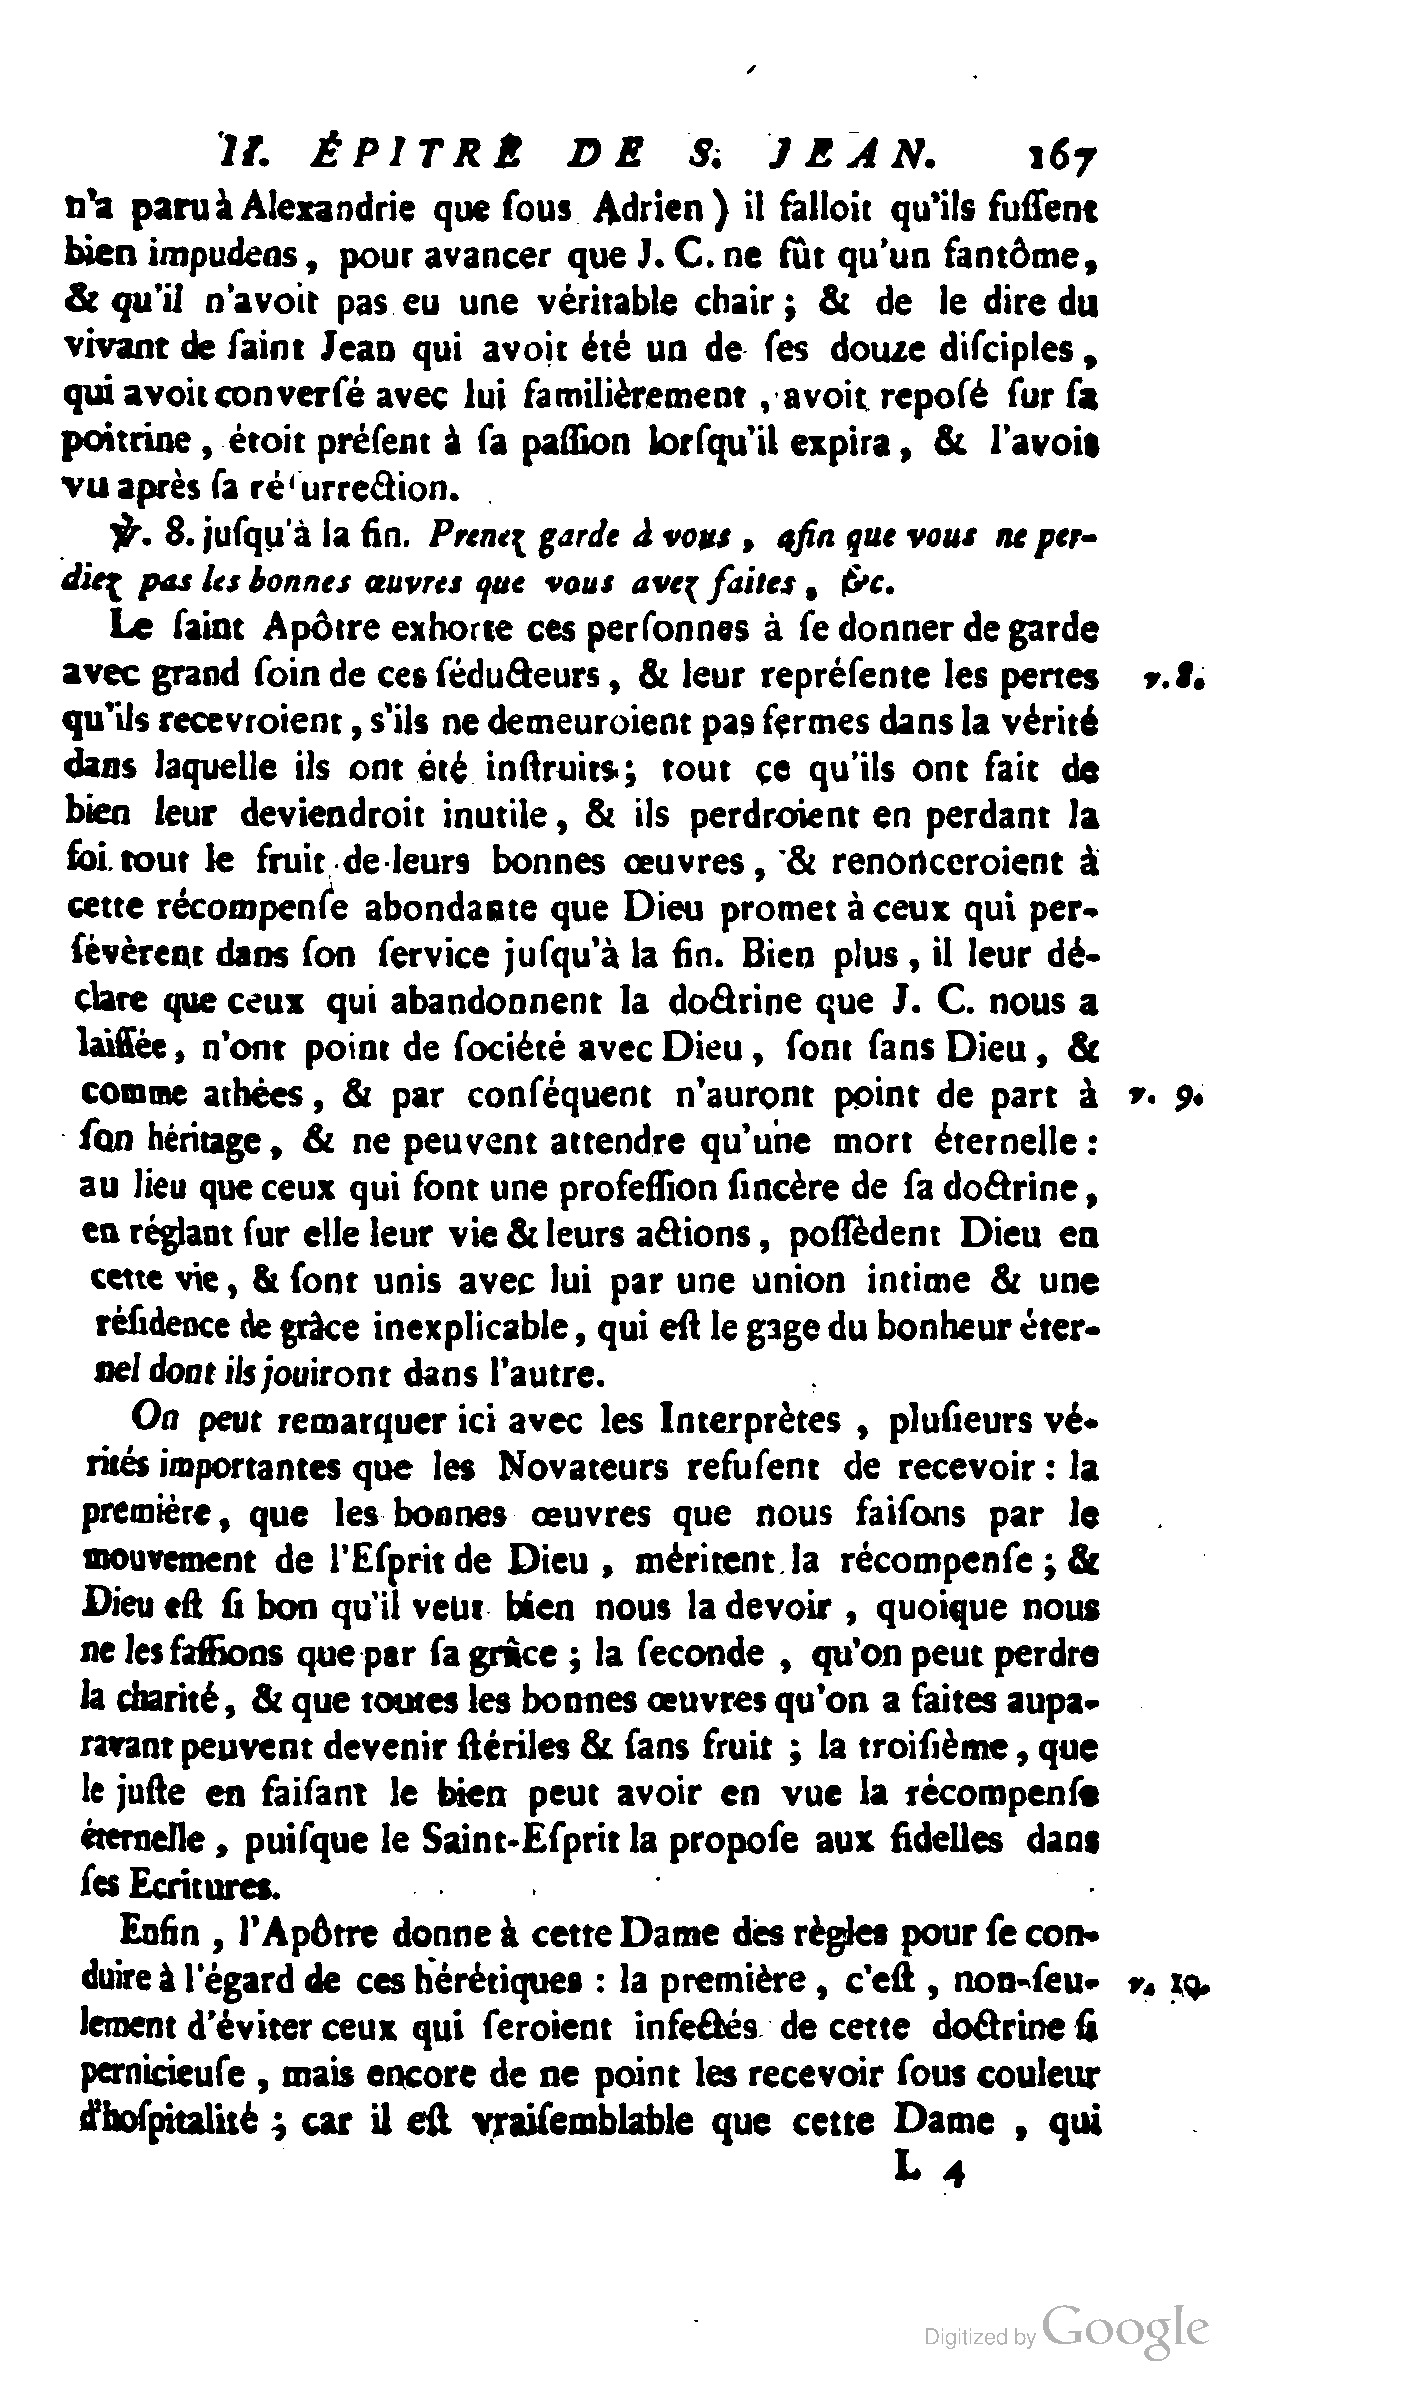 II. ÉPITRE DE S. JEAN. 167
n'a paru à Alexandrie que ſous Adrien) il falloit qu'ils fuſſent
bien impudens, pour avancer que J. C. ne fût qu'un fantôme,
& qu'il n'avoit pas eu une véritable chair ; & de le dire du
vivant de ſaint Jean qui avoit été un de ſes douze diſciples,
qui avoit converſé avec lui familièrement, avoit repoſé ſur ſa
poitrine, étoit préſent à ſa paſſion lorſqu'il expira, & l'avoit
vu après ſa réſurrection.
℣. 8. juſqu'à la fin. Prenez garde à vous, afin que vous ne per-
diez pas les bonnes œuvres que vous avez faites, &c.
Le ſaint Apôtre exhorte ces perſonnes à ſe donner de garde
avec grand ſoin de ces ſéducteurs, & leur repréſente les pertes v. 8.
qu'ils recevroient, s'ils ne demeuroient pas fermes dans la vérité
dans laquelle ils ont été inſtruits ; tout ce qu'ils ont fait de
bien leur deviendroit inutile, & ils perdroient en perdant la
foi tout le fruit de leurs bonnes œuvres, & renonceroient à
cette récompenſe abondante que Dieu promet à ceux qui per-
ſévèrent dans ſon ſervice juſqu'à la fin. Bien plus, il leur dé-
clare que ceux qui abandonnent la doctrine que J. C. nous a
laiſſée, n'ont point de ſociété avec Dieu, ſont ſans Dieu, &
comme athées, & par conſéquent n'auront point de part à v. 9.
ſon héritage, & ne peuvent attendre qu'une mort éternelle :
au lieu que ceux qui font une profeſſion ſincère de ſa doctrine,
en réglant ſur elle leur vie & leurs actions, poſſèdent Dieu en
cette vie, & ſont unis avec lui par une union intime & une
réſidence de grâce inexplicable, qui eſt le gage du bonheur éter-
nel dont ils jouiront dans l'autre.
On peut remarquer ici avec les Interprètes, pluſieurs vé-
rités importantes que les Novateurs refuſent de recevoir : la
première, que les bonnes œuvres que nous faiſons par le
mouvement de l'Eſprit de Dieu, méritent la récompenſe ; &
Dieu eſt ſi bon qu'il veut bien nous la devoir, quoique nous
ne les faſſions que par ſa grâce ; la ſeconde, qu'on peut perdre
la charité, & que toutes les bonnes œuvres qu'on a faites aupa-
ravant peuvent devenir ſtériles & ſans fruit ; la troiſième, que
le juſte en faiſant le bien peut avoir en vue la récompenſe
éternelle, puiſque le Saint-Eſprit la propoſe aux fidelles dans
ſes Ecritures.
Enfin, l'Apôtre donne à cette Dame des règles pour ſe con-
duire à l'égard de ces hérétiques : la première, c'eſt, non-ſeu- v. 10.
lement d'éviter ceux qui ſeroient infectés de cette doctrine ſi
pernicieuſe, mais encore de ne point les recevoir ſous couleur
d'hoſpitalité ; car il eſt vraiſemblable que cette Dame, qui
L 4
Digitized by Google